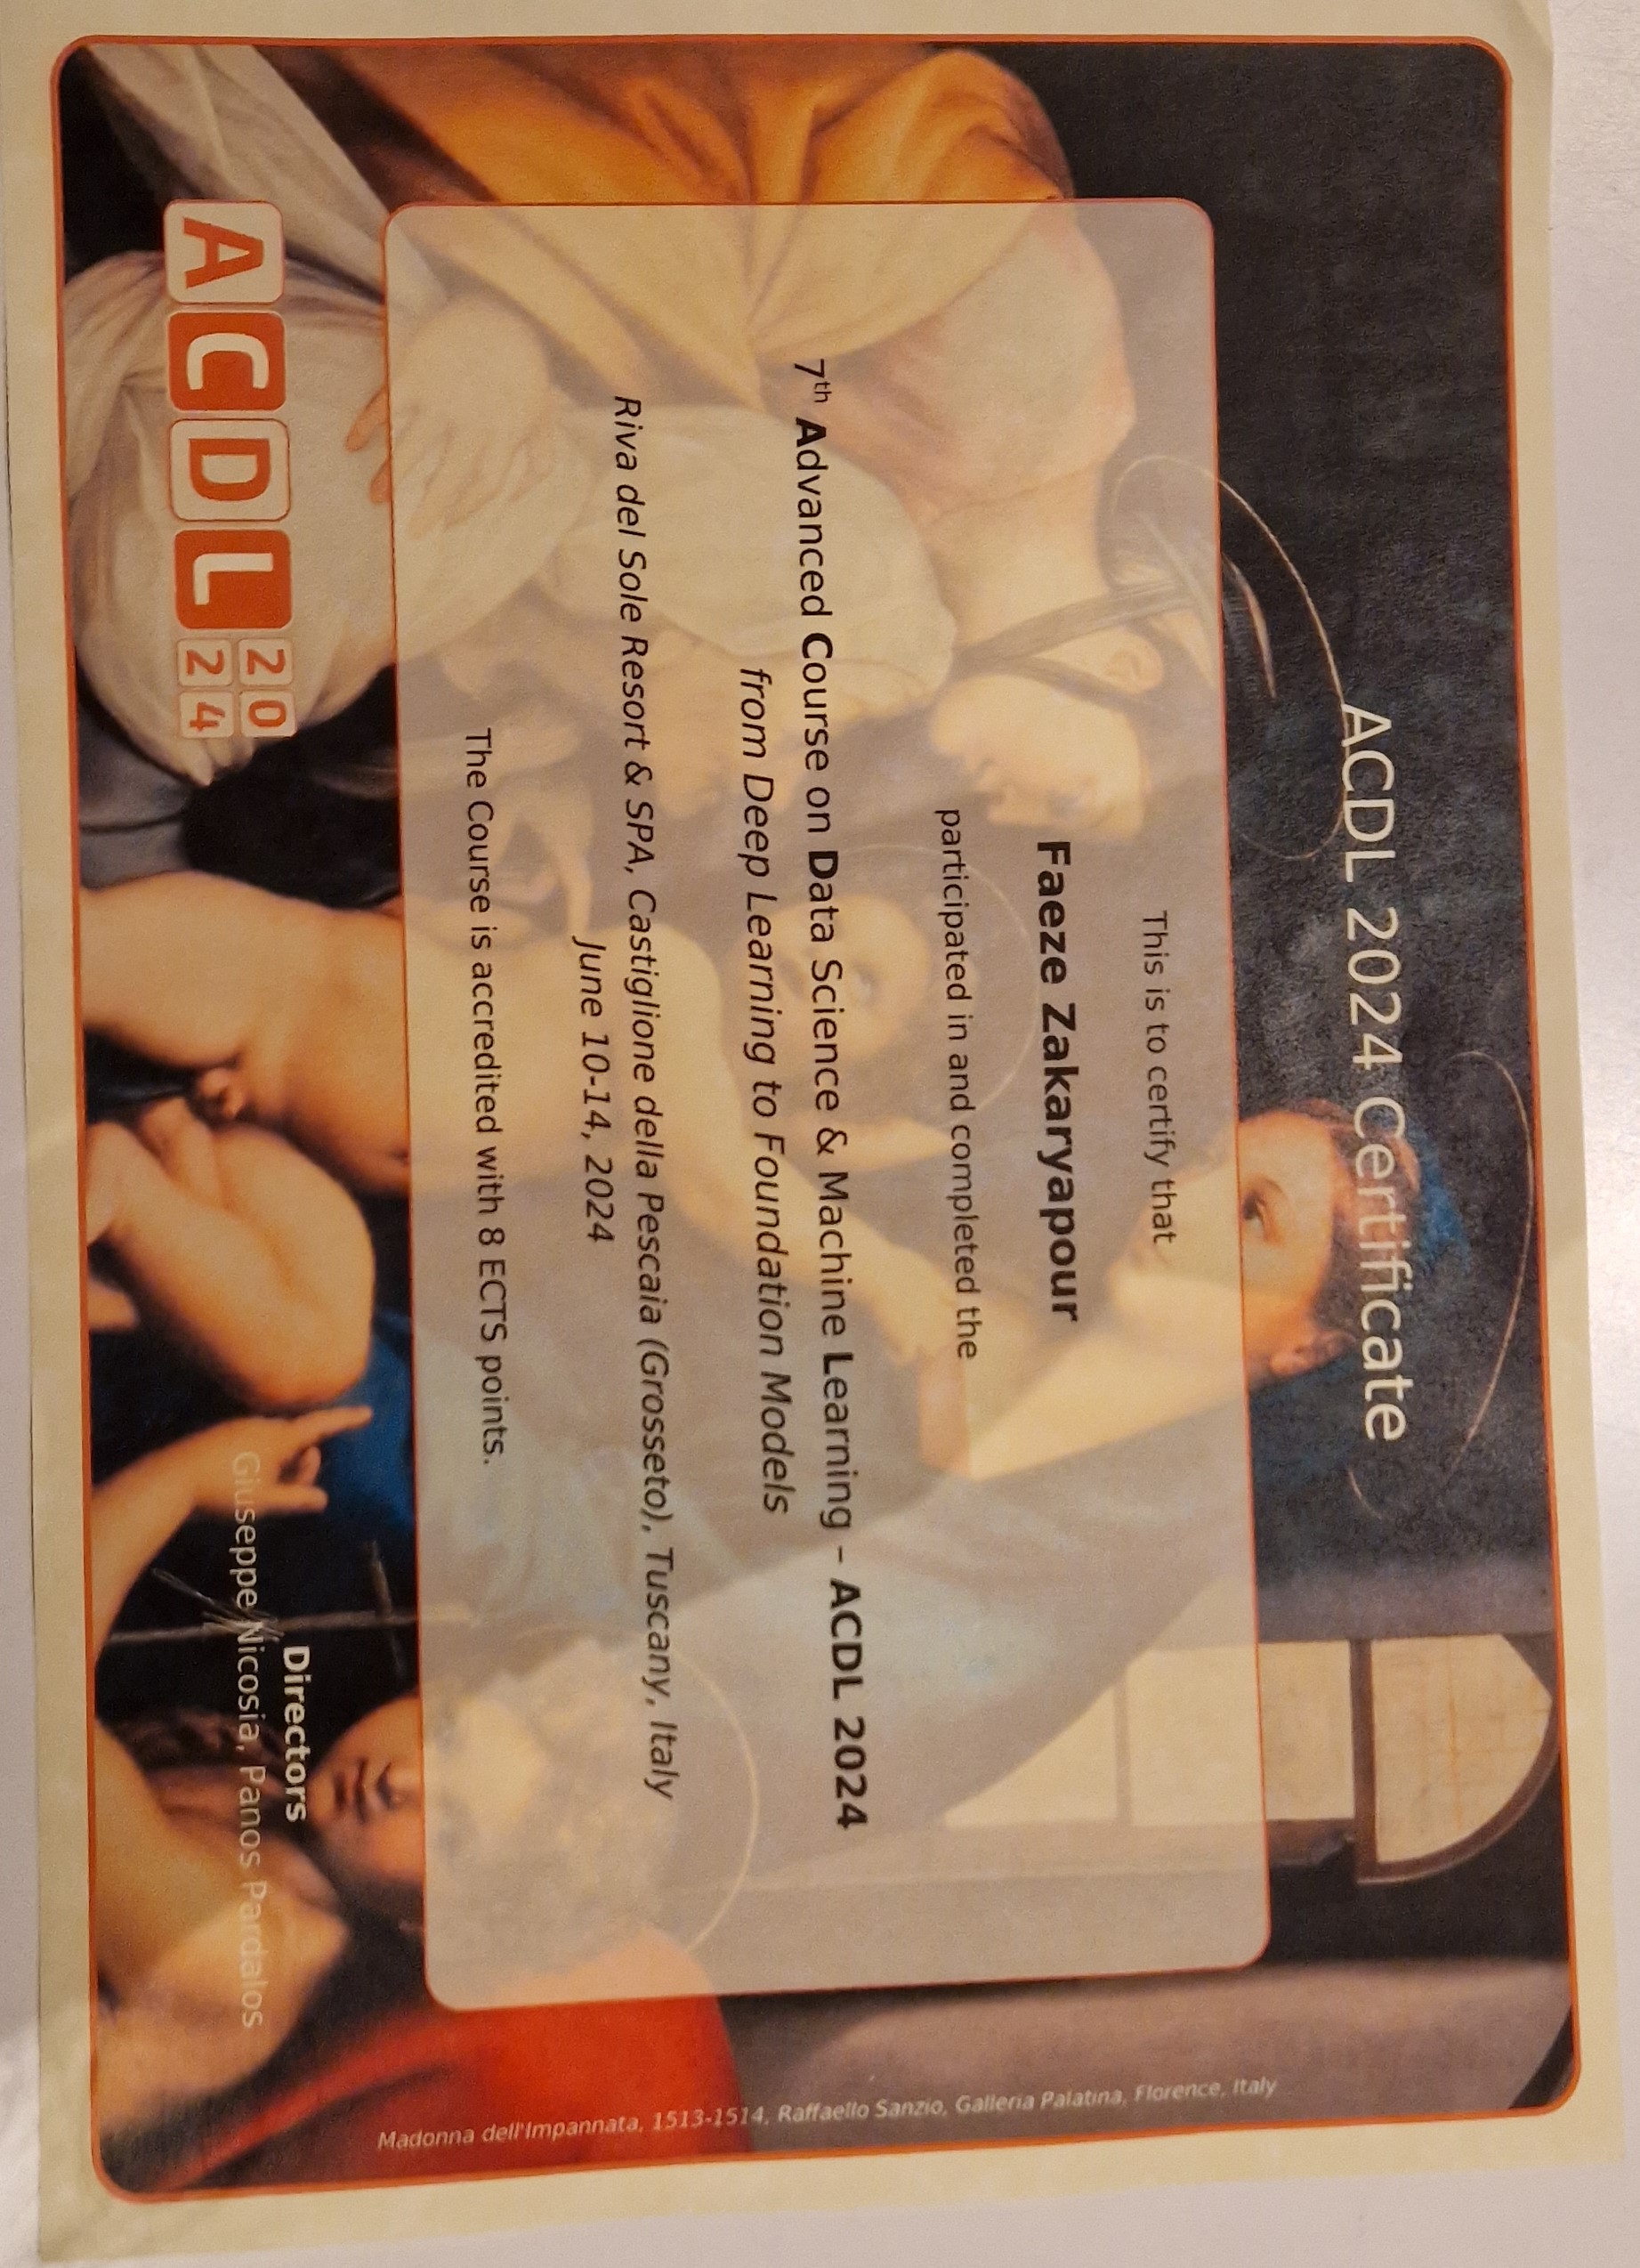 ACDL 2024 Certificate
This is to certify that
Faeze Zakaryapour
participated in and completed the
7th Advanced Course on Data Science & Machine Learning – ACDL 2024
from Deep Learning to Foundation Models
Riva del Sole Resort & SPA, Castiglione della Pescaia (Grosseto), Tuscany, Italy
June 10-14, 2024
The Course is accredited with 8 ECTS points.
Madonna dell'Impannata, 1513-1514, Raffaello Sanzio, Galleria Palatina, Florence, Italy
ACDL 20
24
Directors
Giuseppe Nicosia, Panos Pardalos